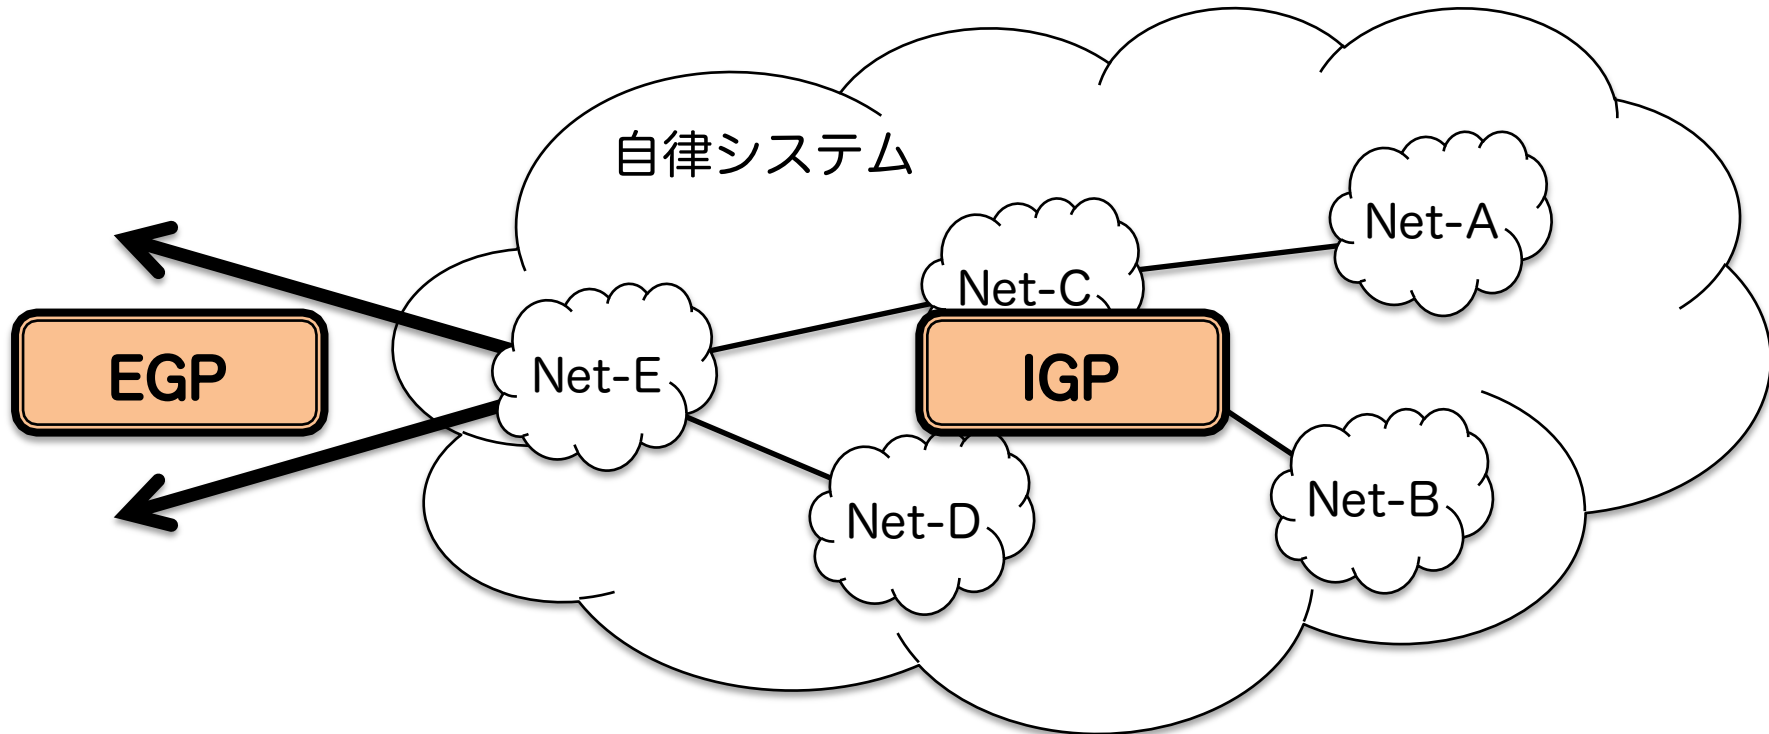 自律システム
Net-A
Net-C
EGP
Net-E
IGP
Net-D
Net-B